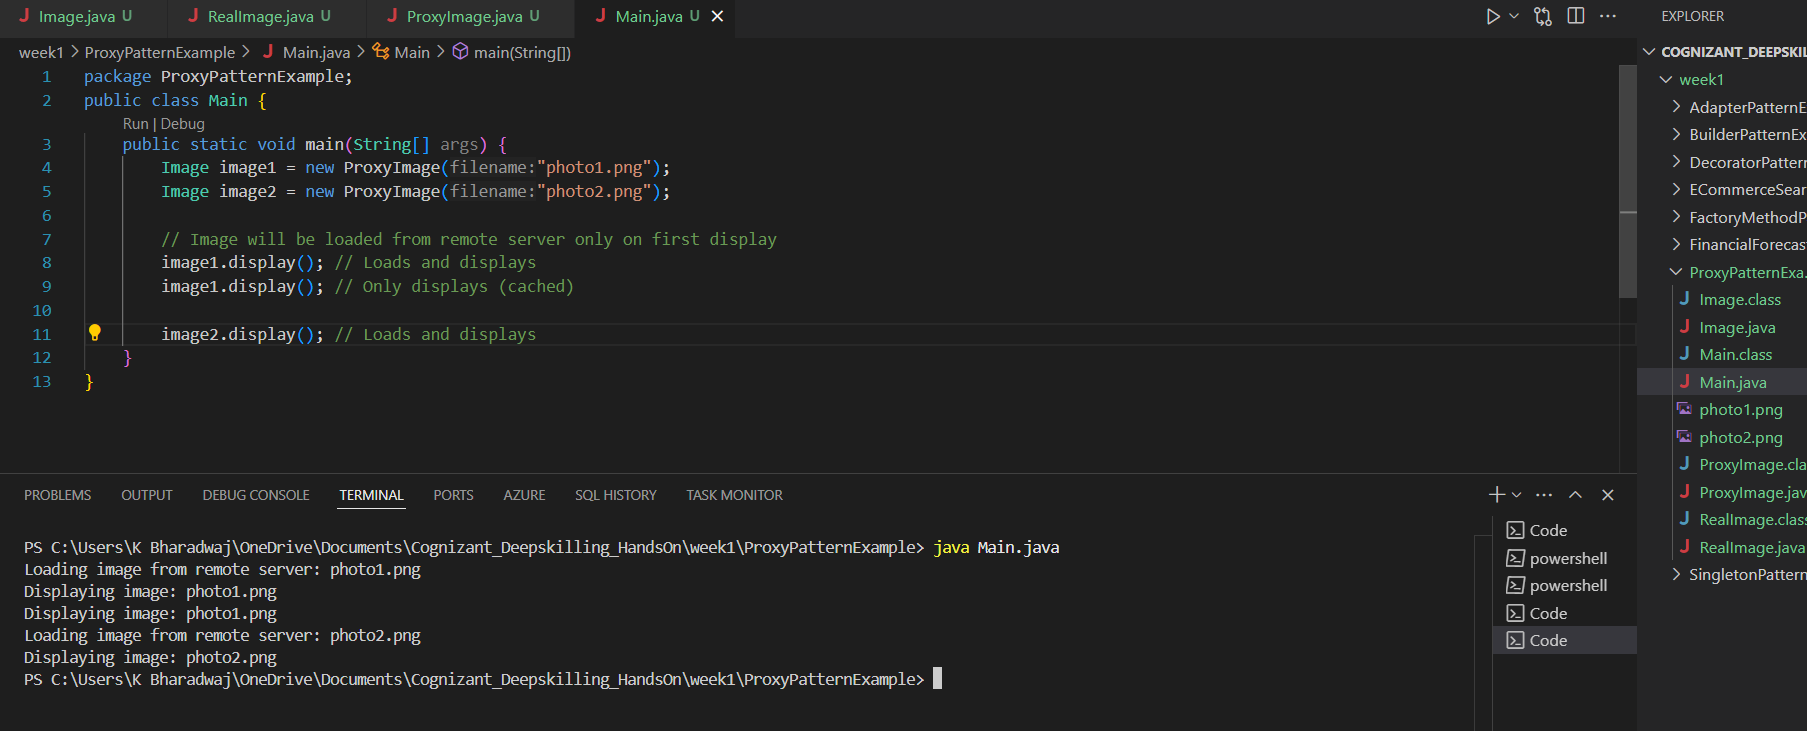 Image.java U RealImage.java U ProxyImage.java U Main.java U
week1 > ProxyPatternExample > Main.java > Main > main(String[])
1 package ProxyPatternExample;
2 public class Main {
Run | Debug
3 public static void main(String[] args) {
4 Image image1 = new ProxyImage(filename:"photo1.png");
5 Image image2 = new ProxyImage(filename:"photo2.png");
6
7 // Image will be loaded from remote server only on first display
8 image1.display(); // Loads and displays
9 image1.display(); // Only displays (cached)
10
11 image2.display(); // Loads and displays
12 }
13 }
PROBLEMS OUTPUT DEBUG CONSOLE TERMINAL PORTS AZURE SQL HISTORY TASK MONITOR
PS C:\Users\K Bharadwaj\OneDrive\Documents\Cognizant_Deepskilling_HandsOn\week1\ProxyPatternExample> java Main.java
Loading image from remote server: photo1.png
Displaying image: photo1.png
Displaying image: photo1.png
Loading image from remote server: photo2.png
Displaying image: photo2.png
PS C:\Users\K Bharadwaj\OneDrive\Documents\Cognizant_Deepskilling_HandsOn\week1\ProxyPatternExample>
Code
powershell
powershell
Code
Code
EXPLORER
COGNIZANT_DEEPSKIL
week1
AdapterPatternE
BuilderPatternEx
DecoratorPattern
ECommerceSear
FactoryMethodP
FinancialForecas
ProxyPatternExa.
Image.class
Image.java
Main.class
Main.java
photo1.png
photo2.png
ProxyImage.cla
ProxyImage.jav
RealImage.class
RealImage.java
SingletonPattern